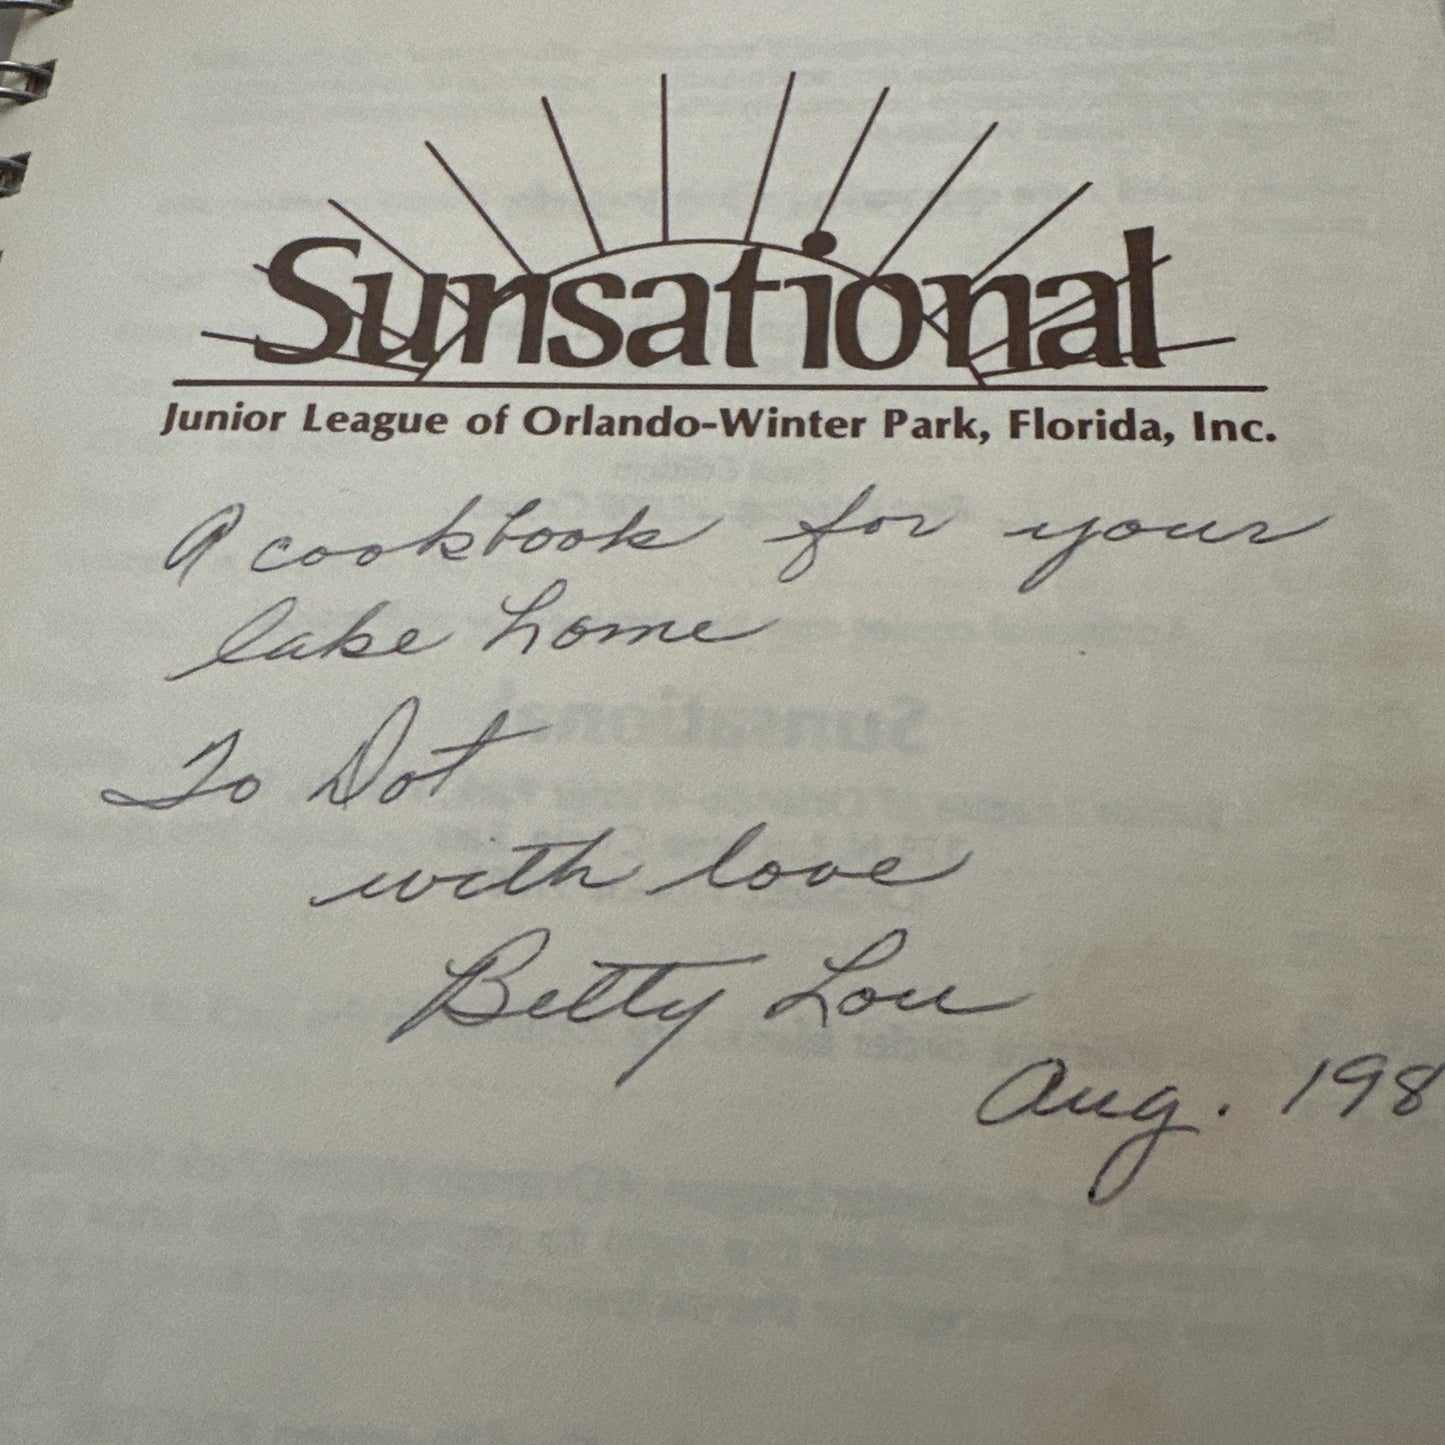 Sunsational
Junior League of Orlando-Winter Park, Florida, Inc.
A cookbook for your
lake home
To Dot
with love
Betty Lou
Aug. 198